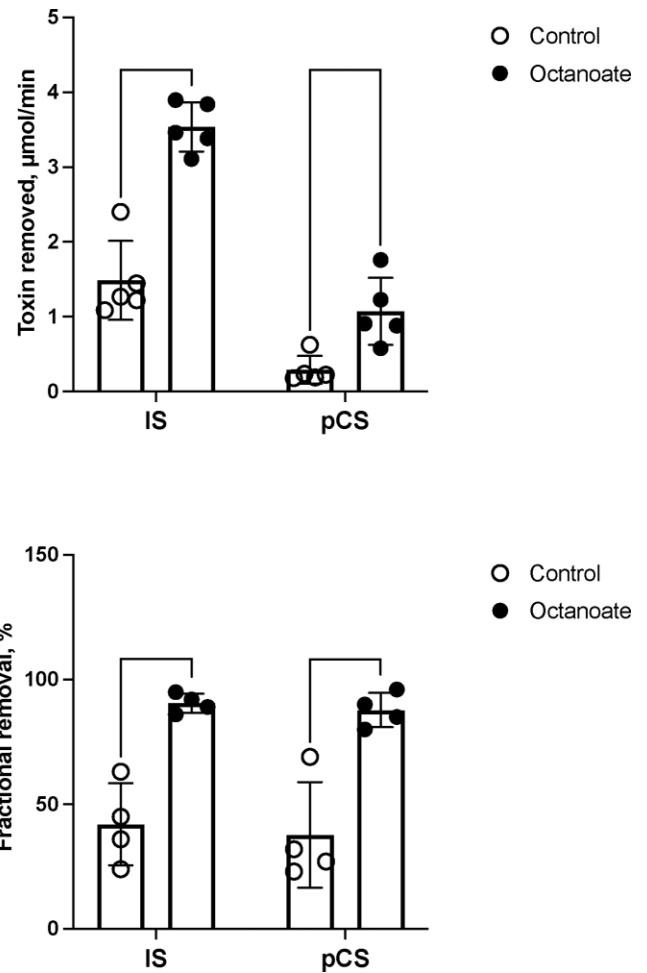 Toxin removed, µmol/min
5
4
3
2
1
0
IS
pCS
Control
Octanoate
Fractional removal, %
150
100
50
0
IS
pCS
Control
Octanoate